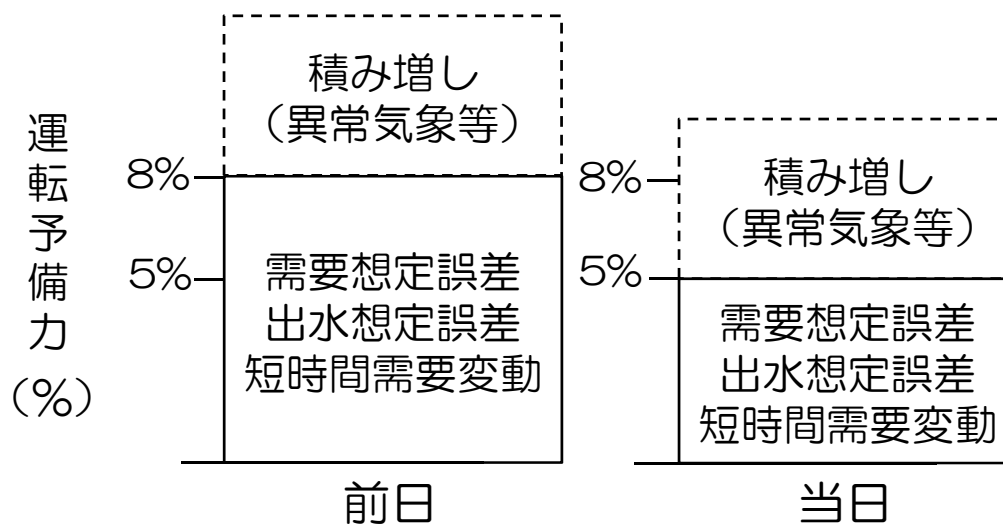 運転予備力(%)
積み増し
(異常気象等)
8%
5%
需要想定誤差
出水想定誤差
短時間需要変動
前日
8%
5%
積み増し
(異常気象等)
需要想定誤差
出水想定誤差
短時間需要変動
当日